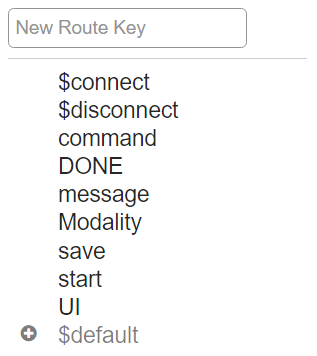 New Route Key
$connect
$disconnect
command
DONE
message
Modality
save
start
UI
$default